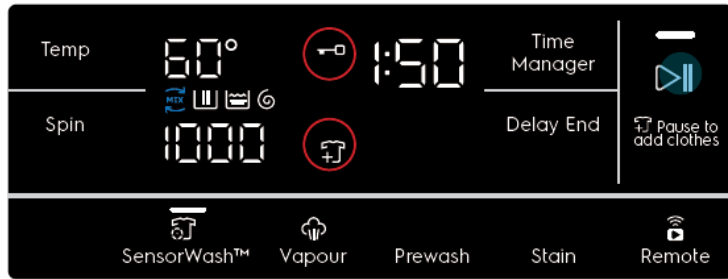 Temp
60°
1:50
Time
Manager
MIX
Spin
1000
Delay End
Pause to
add clothes
SensorWash™
Vapour
Prewash
Stain
Remote